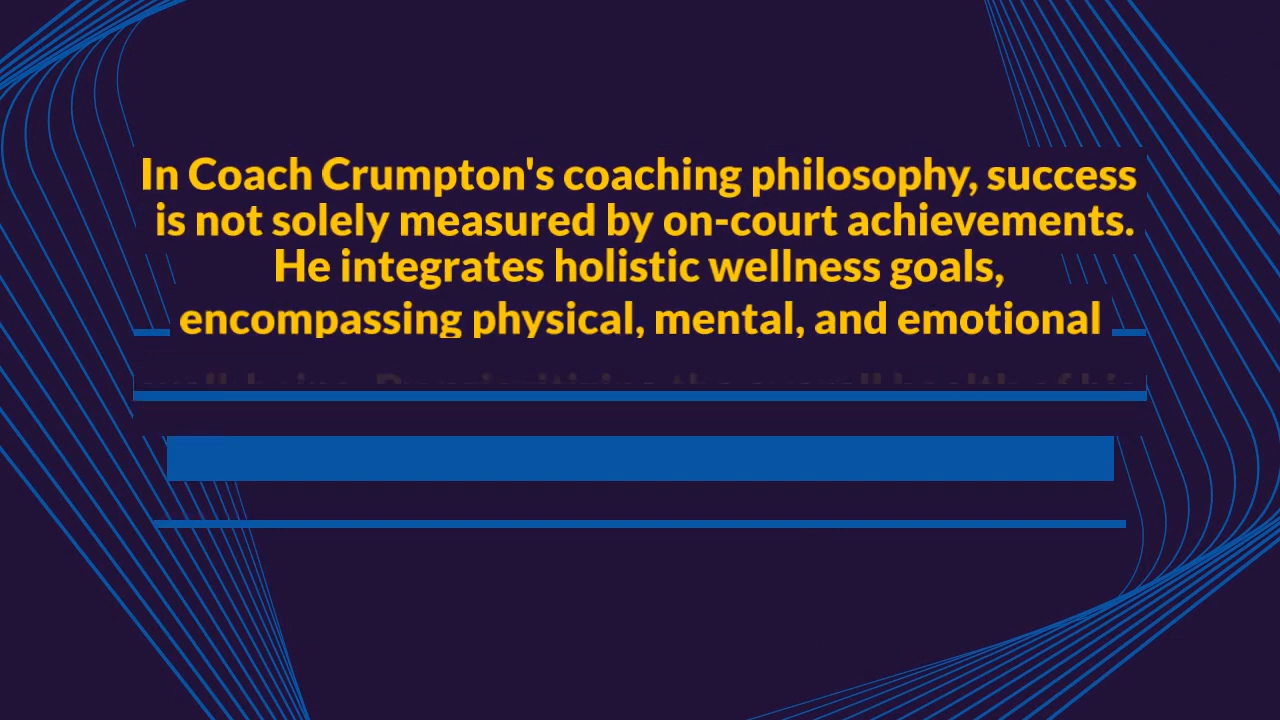 In Coach Crumpton's coaching philosophy, success
is not solely measured by on-court achievements.
He integrates holistic wellness goals,
encompassing physical, mental, and emotional